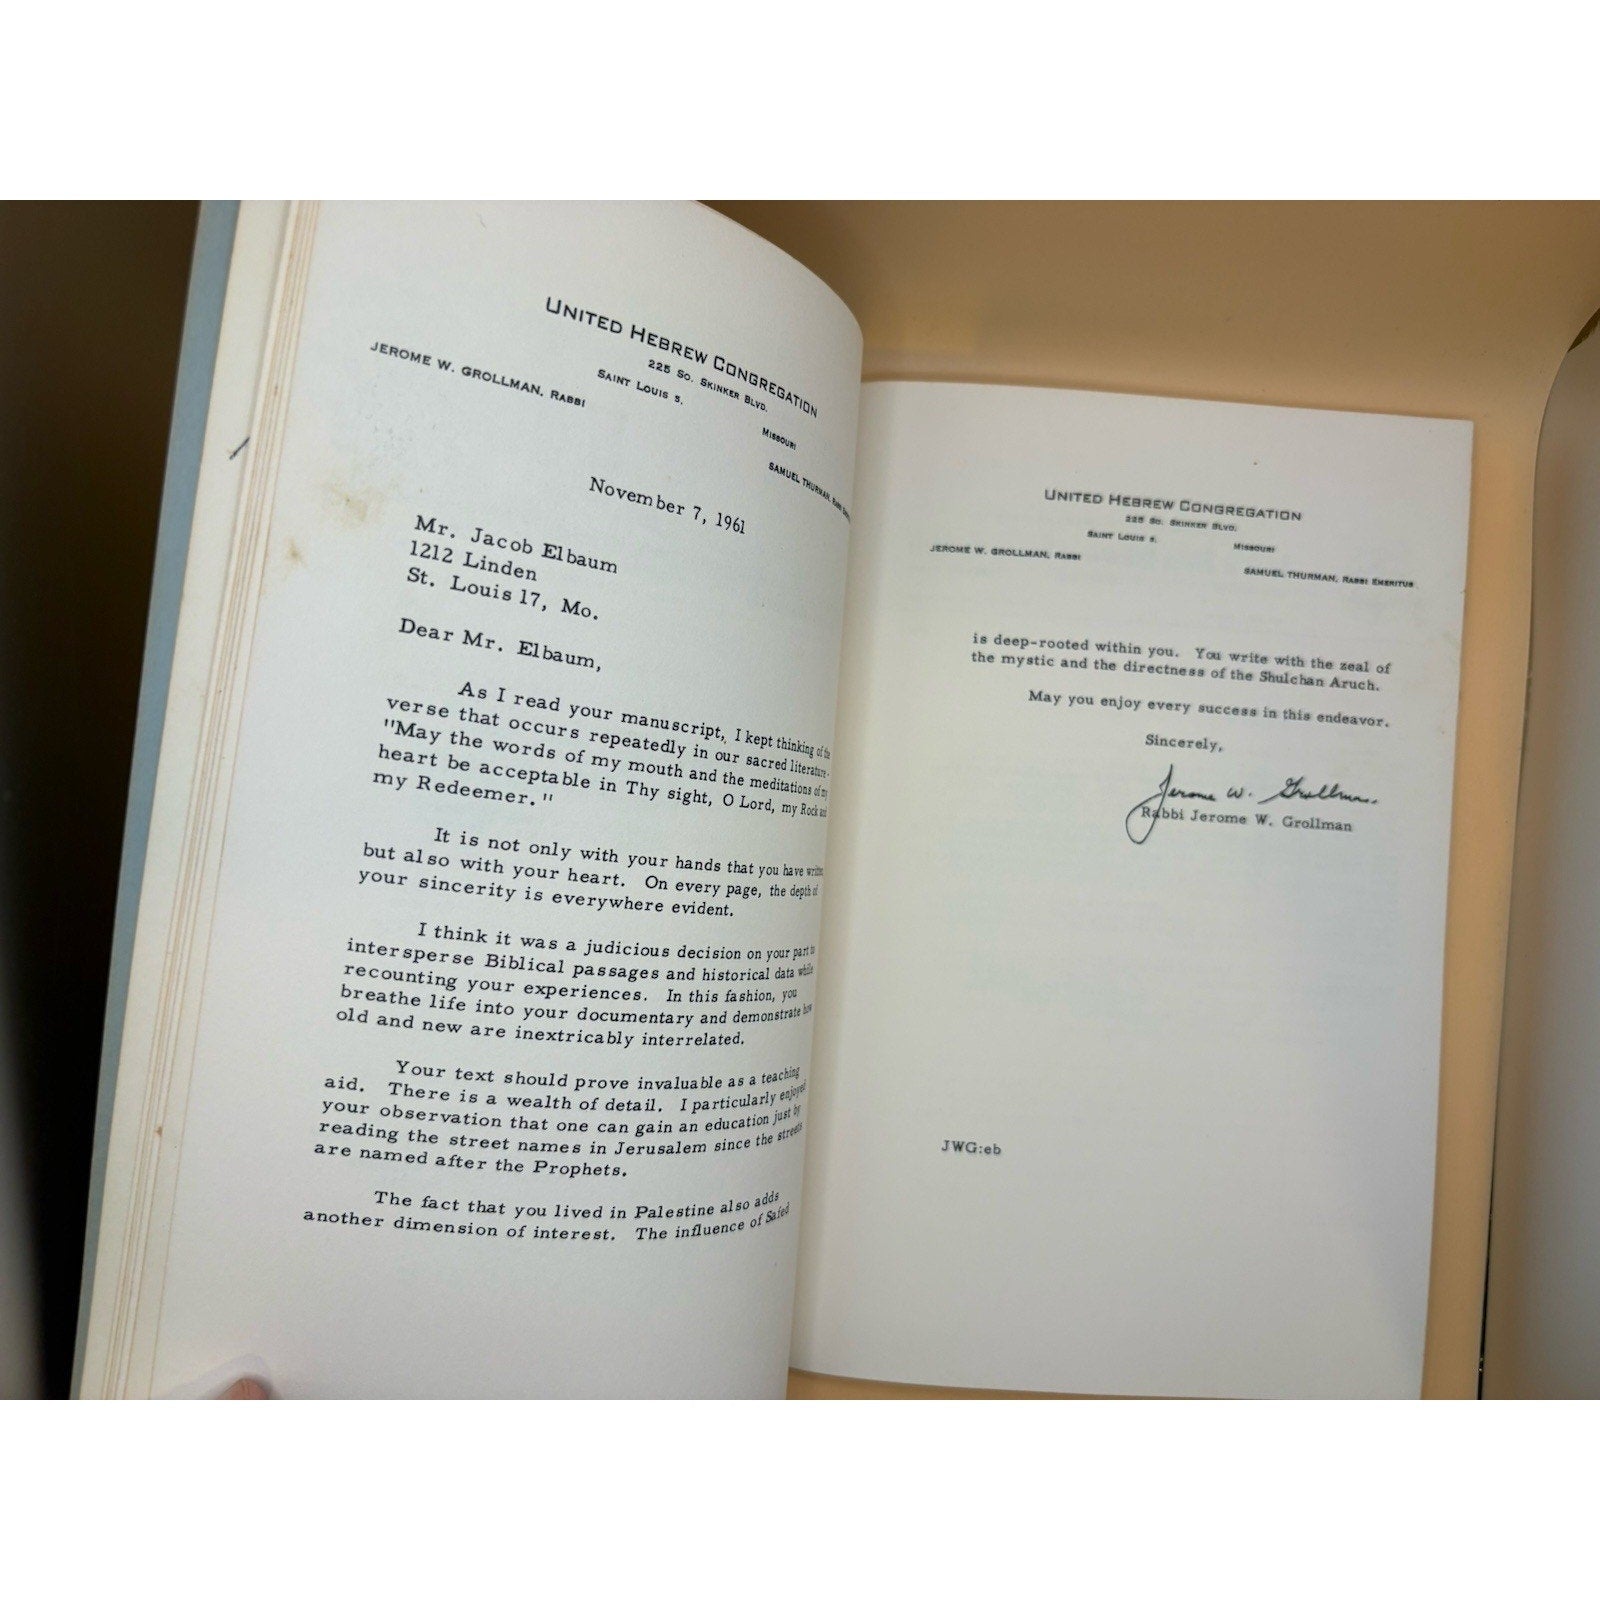 UNITED HEBREW CONGREGATION
225 SO. SKINKER BLVD.
SAINT LOUIS 5, MISSOURI
JEROME W. GROLLMAN, RABBI
SAMUEL THURMAN, RABBI
November 7, 1961
Mr. Jacob Elbaum
1212 Linden
St. Louis 17, Mo.
Dear Mr. Elbaum,
As I read your manuscript, I kept thinking of the
verse that occurs repeatedly in our sacred literature-
"May the words of my mouth and the meditations of my
heart be acceptable in Thy sight, O Lord, my Rock and
my Redeemer."
It is not only with your hands that you have written
but also with your heart. On every page, the depth of
your sincerity is everywhere evident.
I think it was a judicious decision on your part to
intersperse Biblical passages and historical data while
recounting your experiences. In this fashion, you
breathe life into your documentary and demonstrate how
old and new are inextricably interrelated.
Your text should prove invaluable as a teaching
aid. There is a wealth of detail. I particularly enjoyed
your observation that one can gain an education just by
reading the street names in Jerusalem since the streets
are named after the Prophets.
The fact that you lived in Palestine also adds
another dimension of interest. The influence of Safed
UNITED HEBREW CONGREGATION
225 SO. SKINKER BLVD.
SAINT LOUIS 5, MISSOURI
JEROME W. GROLLMAN, RABBI
SAMUEL THURMAN, RABBI EMERITUS
is deep-rooted within you. You write with the zeal of
the mystic and the directness of the Shulchan Aruch.
May you enjoy every success in this endeavor.
Sincerely,
Jerome W. Grollman
Rabbi Jerome W. Grollman
JWG:eb